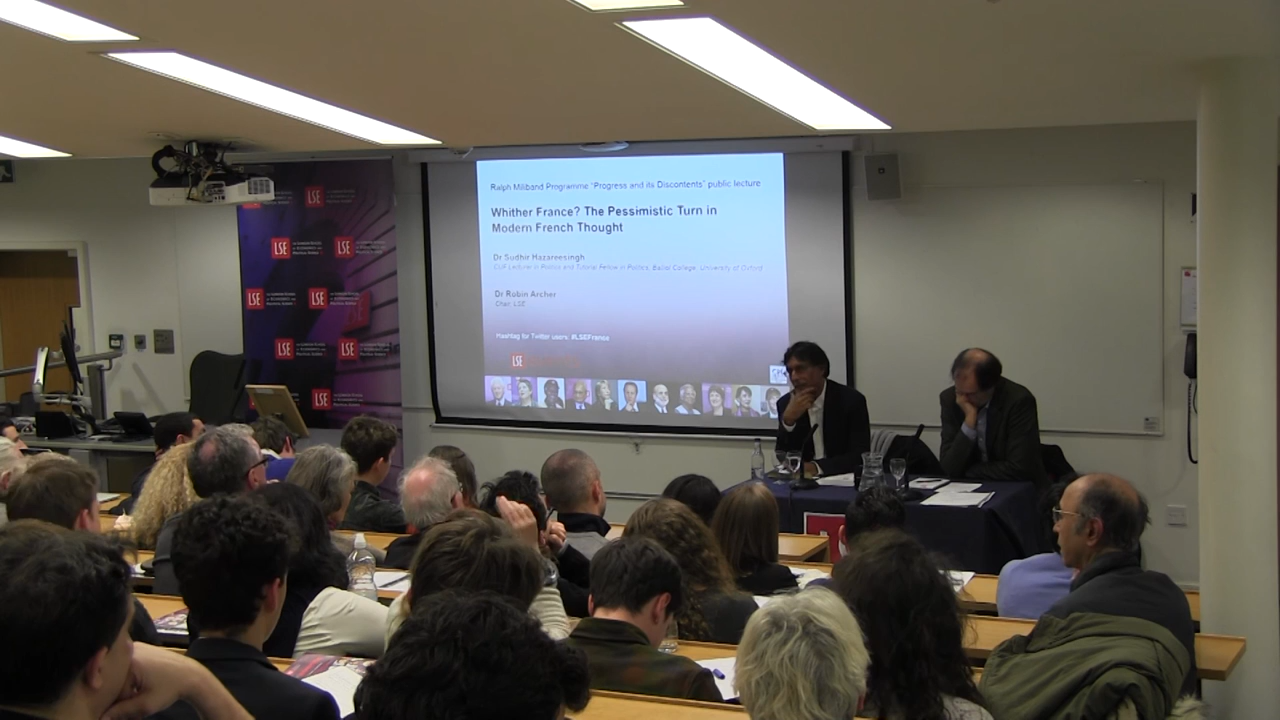 Ralph Miliband Programme "Progress and its Discontents" public lecture
Whither France? The Pessimistic Turn in
Modern French Thought
Dr Sudhir Hazareesingh
CUF Lecturer in Politics and Tutorial Fellow in Politics, Balliol College, University of Oxford
Dr Robin Archer
Chair, LSE
Hashtag for Twitter users: #LSEFrance
LSE
LSE
LSE
LSE
LSE
LSE
LSE
LSE
LSE